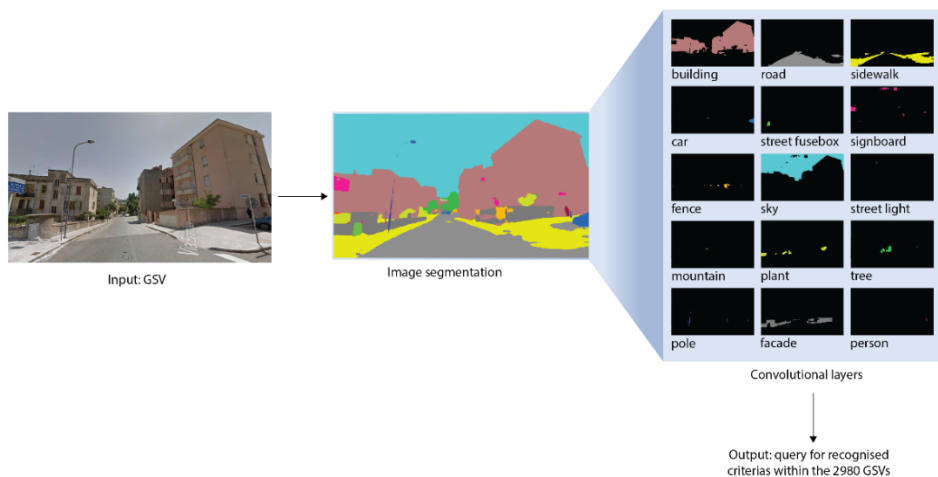 building road sidewalk
car street fusebox signboard
fence sky street light
mountain plant tree
pole facade person
Input: GSV
Image segmentation
Convolutional layers
Output: query for recognised
criterias within the 2980 GSVs